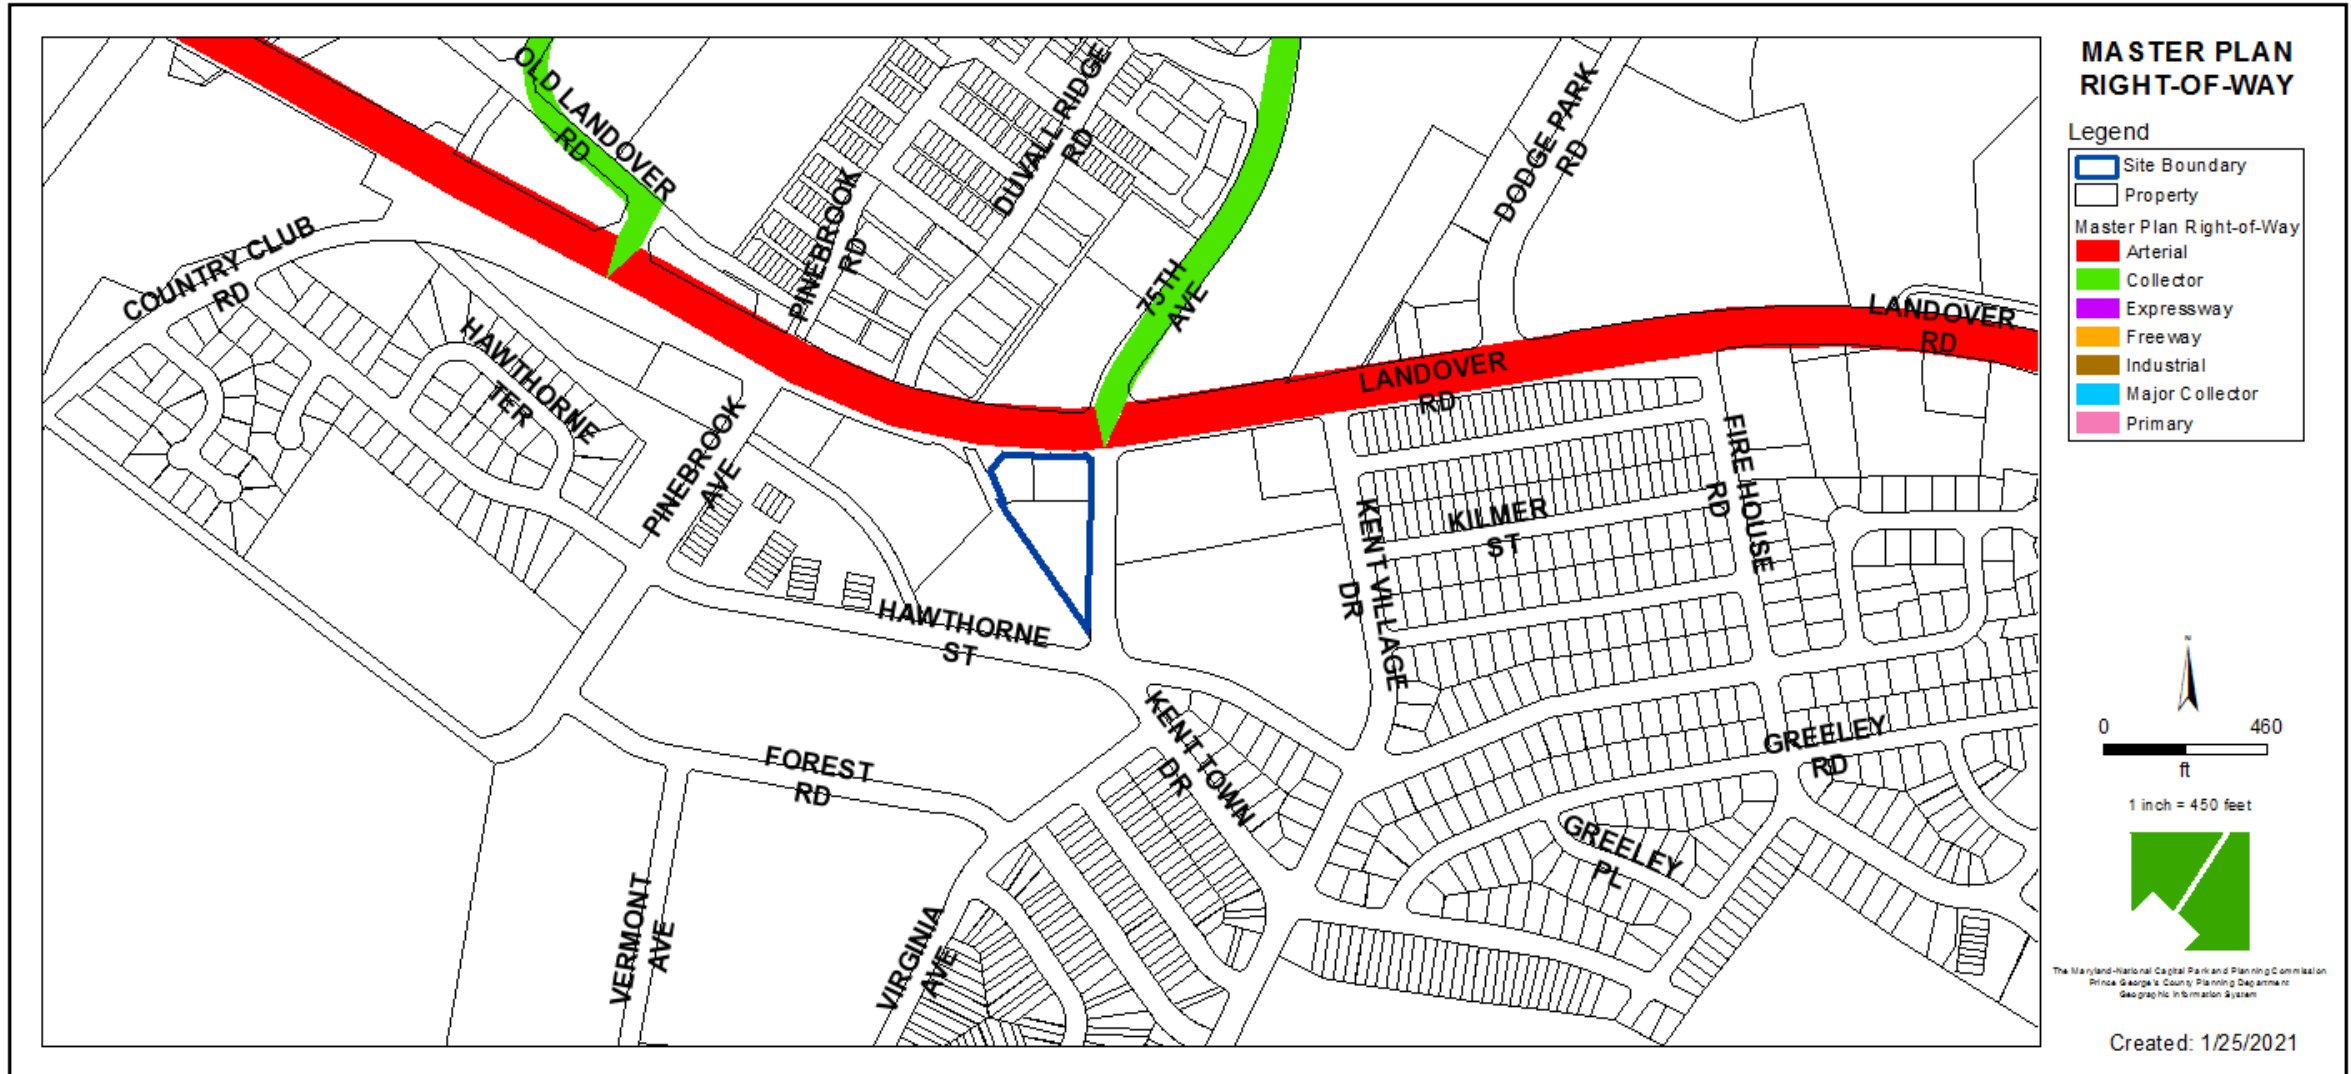 MASTER PLAN
RIGHT-OF-WAY
Legend
Site Boundary
Property
Master Plan Right-of-Way
Arterial
Collector
Expressway
Freeway
Industrial
Major Collector
Primary
N
0 460
ft
1 inch = 450 feet
The Maryland-National Capital Park and Planning Commission
Prince George's County Planning Department
Geographic Information System
Created: 1/25/2021
OLD LANDOVER
RD
DUVALL RIDGE
RD
PINEBROOK
RD
DODGE PARK
RD
COUNTRY CLUB
RD
75TH
AVE
LANDOVER
RD
HAWTHORNE
TER
LANDOVER
RD
PINEBROOK
AVE
FIRE HOUSE
RD
KILMER
ST
KENT VILLAGE
DR
HAWTHORNE
ST
KENT TOWN
DR
GREELEY
RD
FOREST
RD
GREELEY
PL
VERMONT
AVE
VIRGINIA
AVE